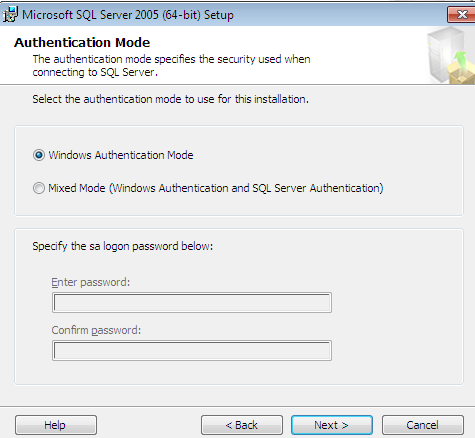 Microsoft SQL Server 2005 (64-bit) Setup
Authentication Mode
The authentication mode specifies the security used when
connecting to SQL Server.
Select the authentication mode to use for this installation.
Windows Authentication Mode
Mixed Mode (Windows Authentication and SQL Server Authentication)
Specify the sa logon password below:
Enter password:
Confirm password:
Help
< Back
Next >
Cancel